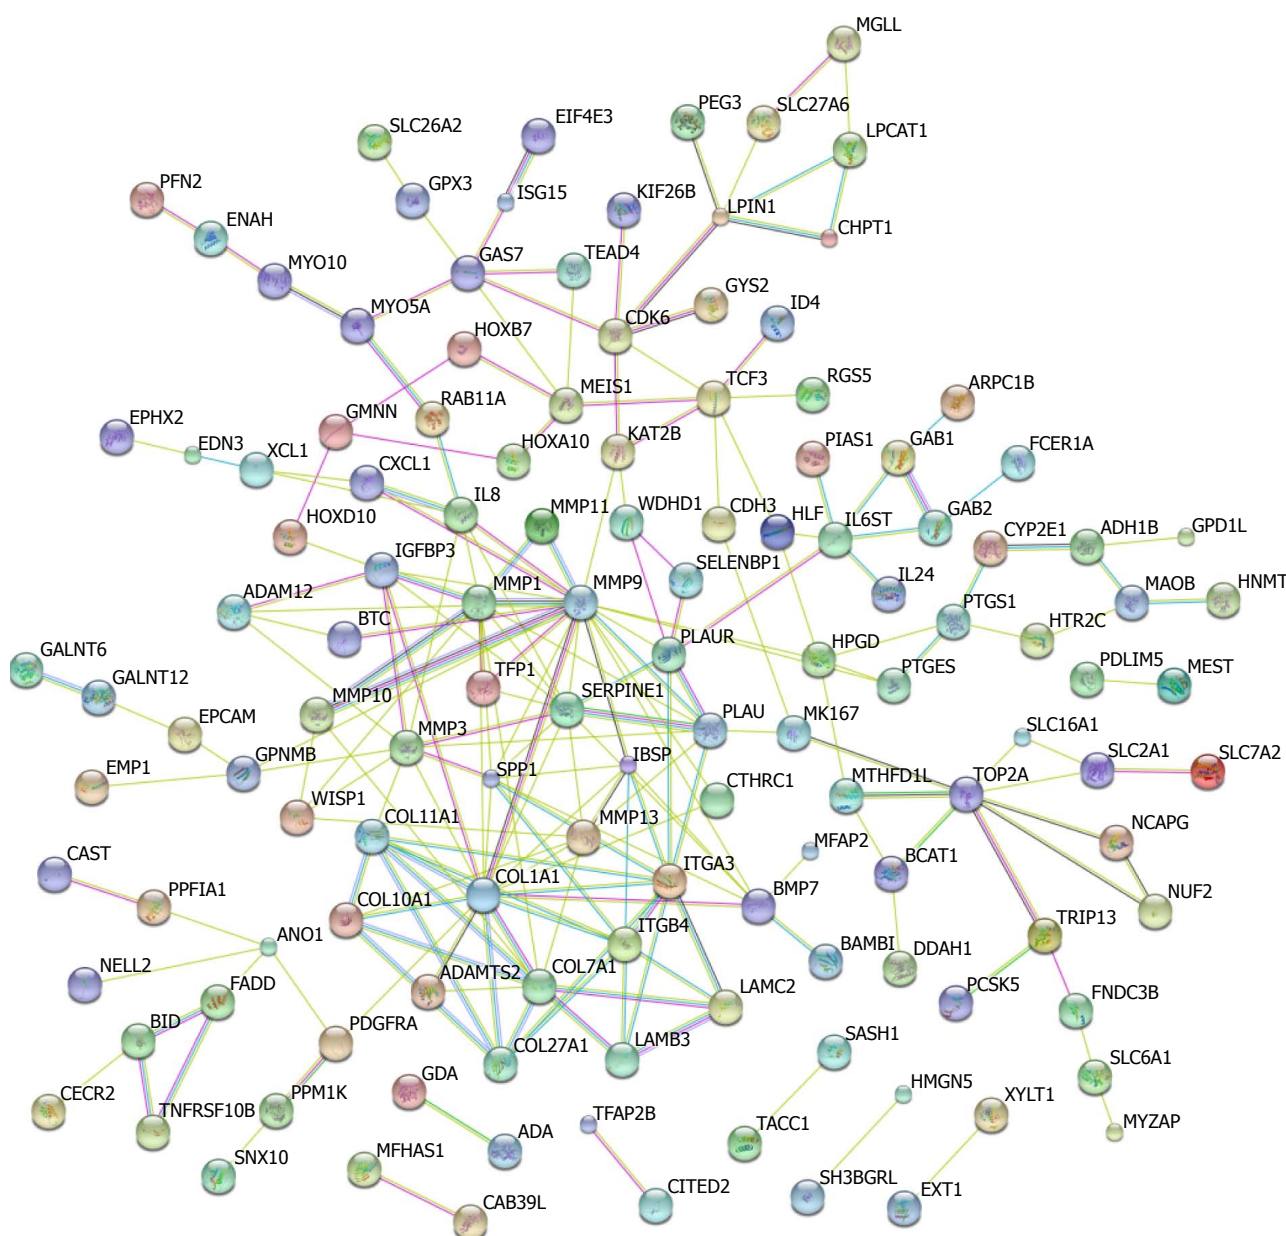 MGLL
PEG3
SLC27A6
EIF4E3
SLC26A2
LPCAT1
PFN2
GPX3
ISG15
KIF26B
LPIN1
ENAH
CHPT1
MYO10
GAS7
TEAD4
GYS2
MYO5A
CDK6
ID4
HOXB7
MEIS1
TCF3
RGS5
ARPC1B
EPHX2
GMNN
RAB11A
KAT2B
PIAS1
GAB1
EDN3
XCL1
CXCL1
HOXA10
FCER1A
IL8
MMP11
WDHD1
CDH3
HLF
IL6ST
GAB2
HOXD10
CYP2E1
ADH1B
GPD1L
IGFBP3
MMP1
MMP9
SELENBP1
IL24
ADAM12
MAOB
HNMT
BTC
PTGS1
HTR2C
PLAUR
HPGD
GALNT6
GALNT12
MMP10
TFP1
SERPINE1
PTGES
PDLIM5
MEST
EPCAM
MMP3
PLAU
MK167
SLC16A1
GPNMB
SPP1
IBSP
SLC2A1
SLC7A2
EMP1
CTHRC1
MTHFD1L
TOP2A
WISP1
COL11A1
MMP13
MFAP2
NCAPG
CAST
COL1A1
ITGA3
BCAT1
PPFIA1
COL10A1
BMP7
NUF2
ANO1
ITGB4
TRIP13
NELL2
FADD
ADAMTS2
COL7A1
BAMBI
DDAH1
LAMC2
PCSK5
FNDC3B
BID
PDGFRA
COL27A1
LAMB3
SASH1
SLC6A1
CECR2
TNFRSF10B
PPM1K
GDA
HMGN5
XYLT1
TFAP2B
TACC1
MYZAP
SNX10
MFHAS1
ADA
CITED2
SH3BGRL
EXT1
CAB39L